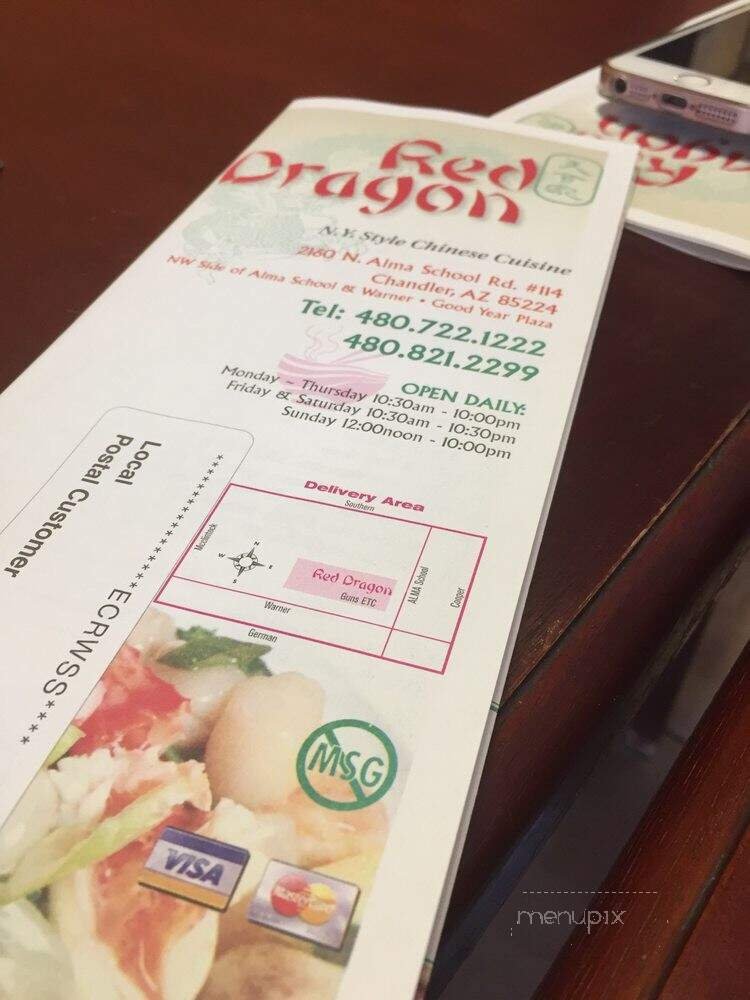 Red
Dragon
N.Y. Style Chinese Cuisine
2160 N. Alma School Rd. #114
Chandler, AZ 85224
NW Side of Alma School & Warner • Good Year Plaza
Tel: 480.722.1222
480.821.2299
OPEN DAILY:
Monday ~ Thursday 10:30am - 10:00pm
Friday & Saturday 10:30am - 10:30pm
Sunday 12:00noon - 10:00pm
Delivery Area
Southern
N
W E
S
Red Dragon
Guns ETC
ALMA School
Cooper
Warner
German
Local
Postal Customer
ECRWSS****
MSG
VISA
MasterCard
menupix